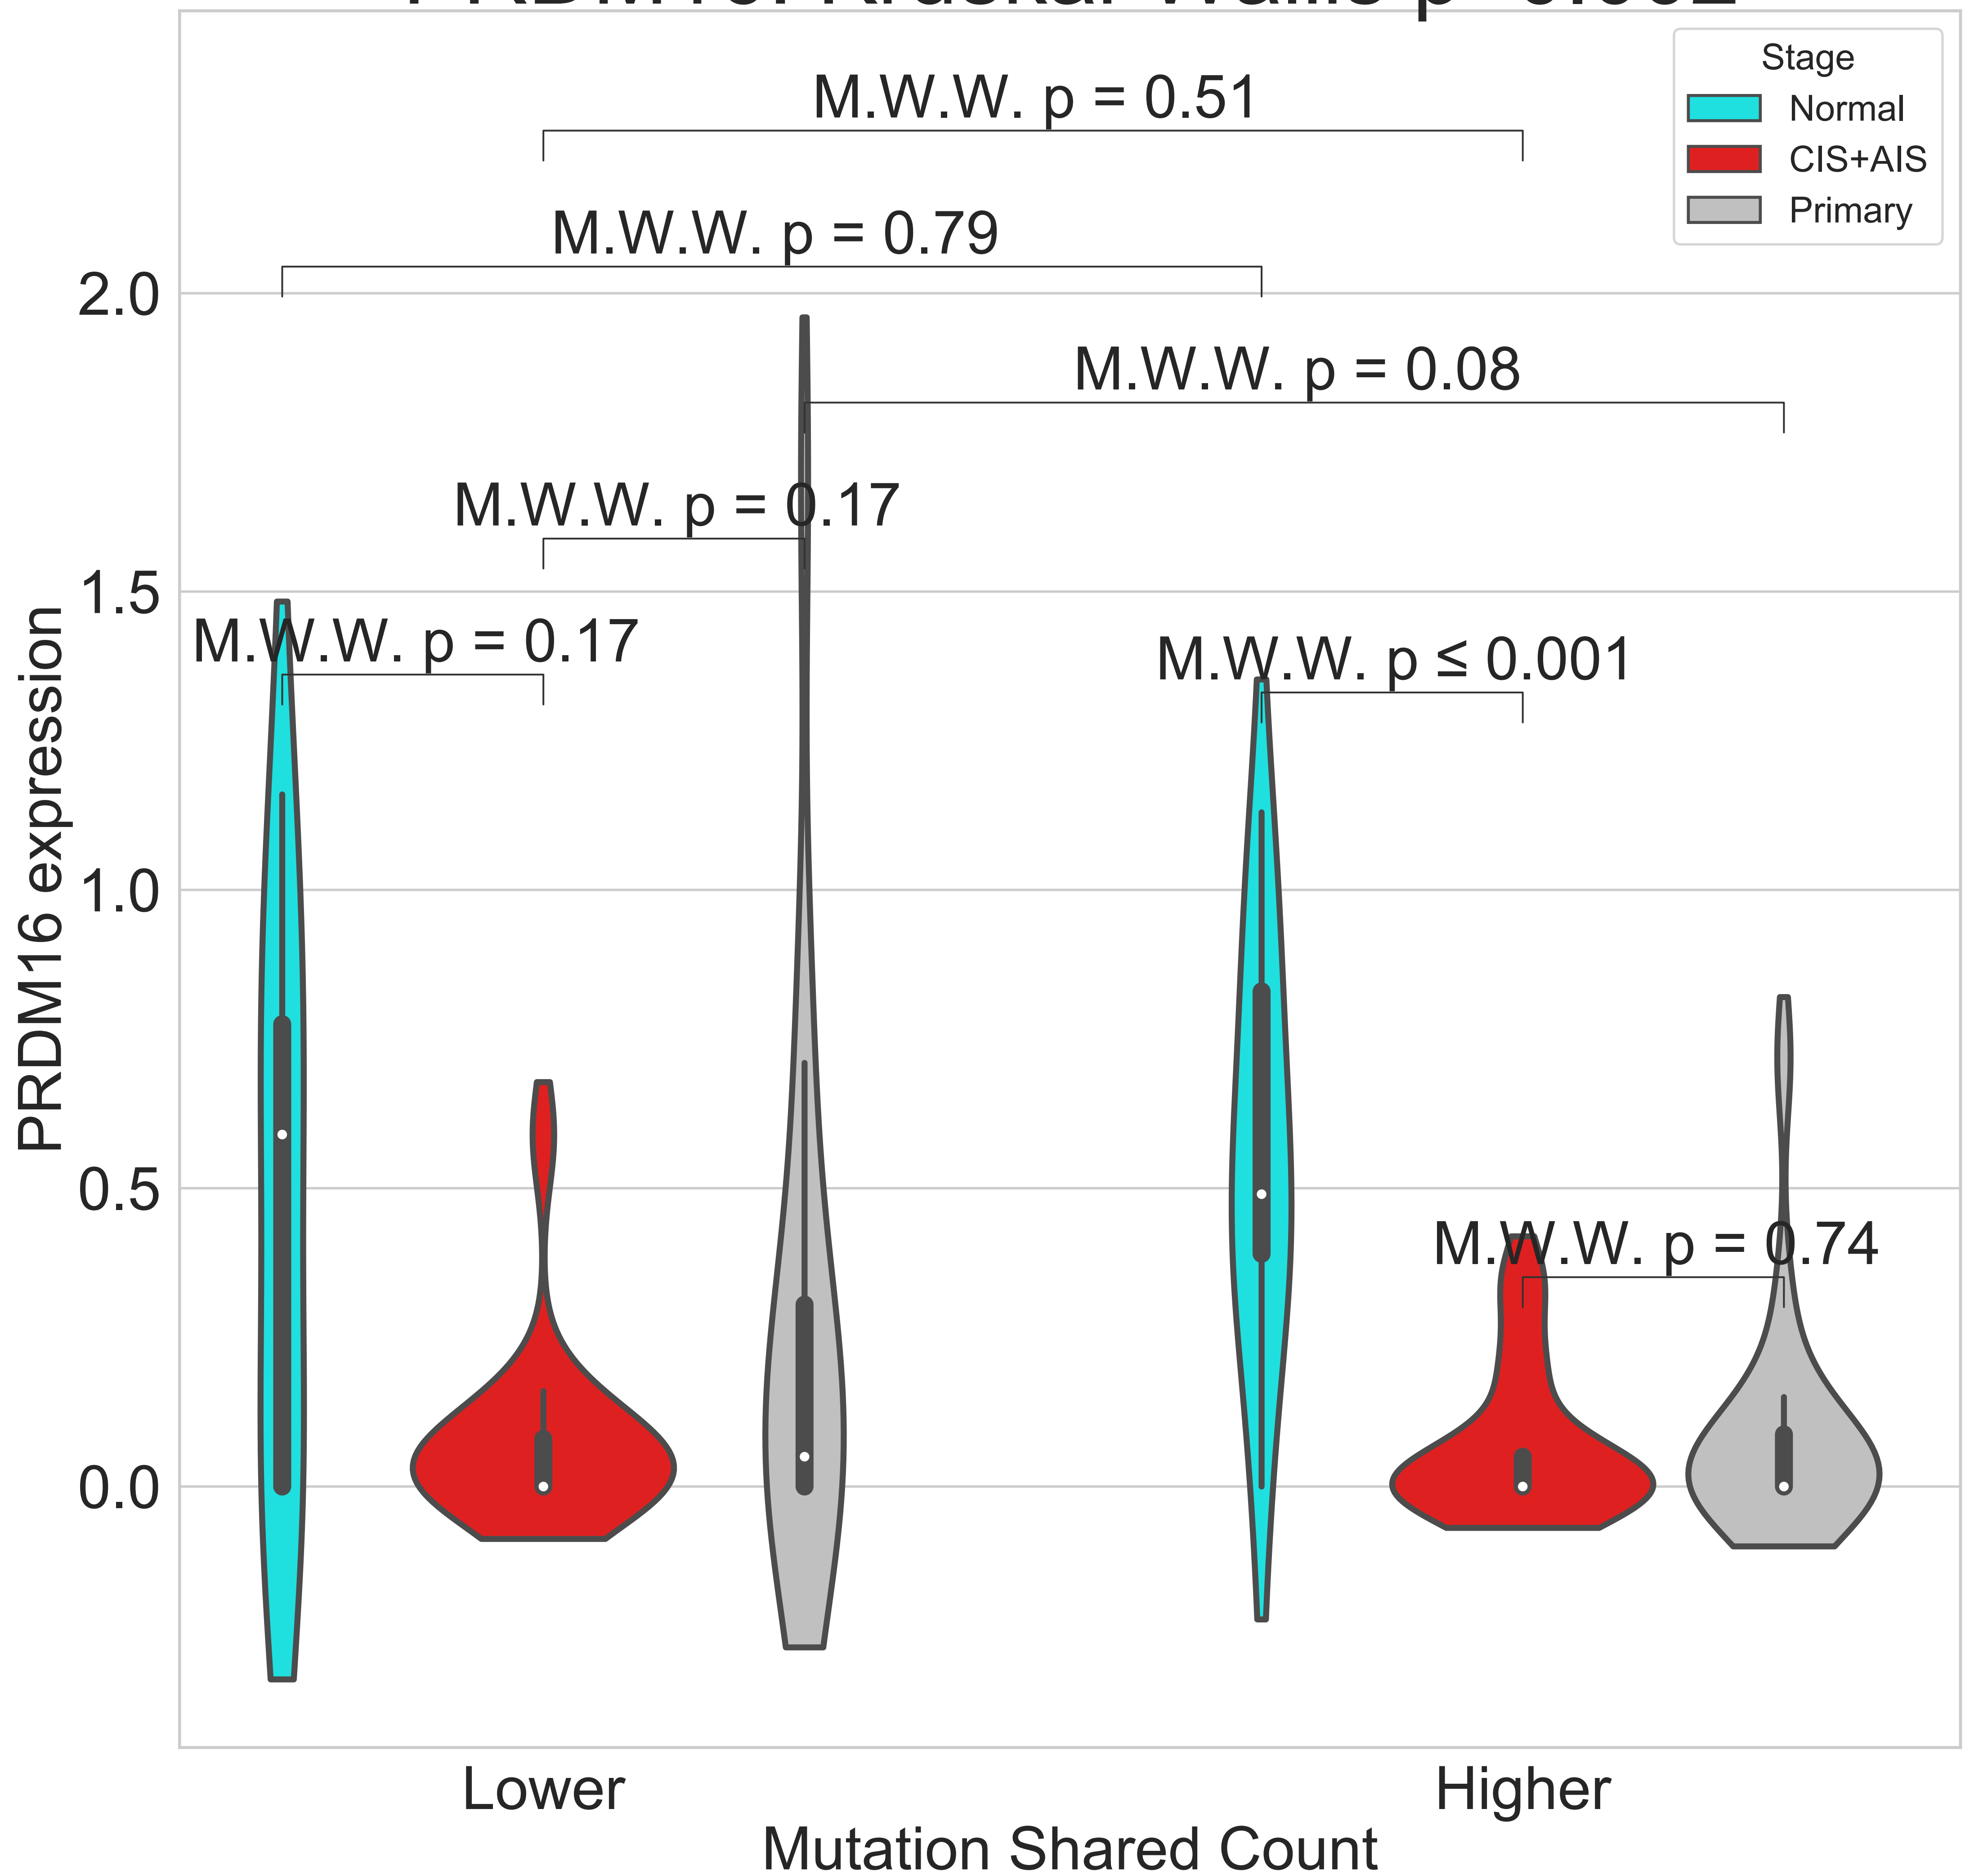 Stage
Normal
CIS+AIS
Primary
M.W.W. p = 0.51
M.W.W. p = 0.79
M.W.W. p = 0.08
M.W.W. p = 0.17
M.W.W. p = 0.17
M.W.W. p ≤ 0.001
M.W.W. p = 0.74
2.0
1.5
1.0
0.5
0.0
PRDM16 expression
Lower
Higher
Mutation Shared Count